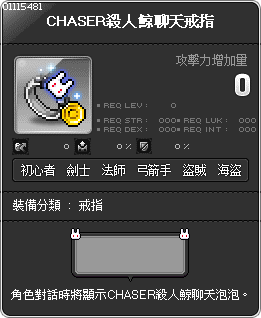 01115481
CHASER殺人鯨聊天戒指
攻擊力增加量
0
REQ LEV : 0
REQ STR : 000 REQ LUK : 000
REQ DEX : 000 REQ INT : 000
0 0 % 0 %
初心者 劍士 法師 弓箭手 盜賊 海盜
裝備分類 : 戒指
角色對話時將顯示CHASER殺人鯨聊天泡泡。